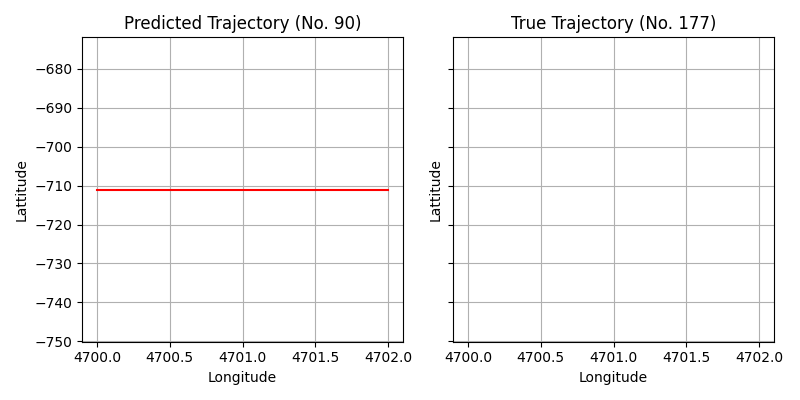 Predicted Trajectory (No. 90)
True Trajectory (No. 177)
Lattitude
−680
−690
−700
−710
−720
−730
−740
−750
4700.0 4700.5 4701.0 4701.5 4702.0
Longitude
Lattitude
4700.0 4700.5 4701.0 4701.5 4702.0
Longitude